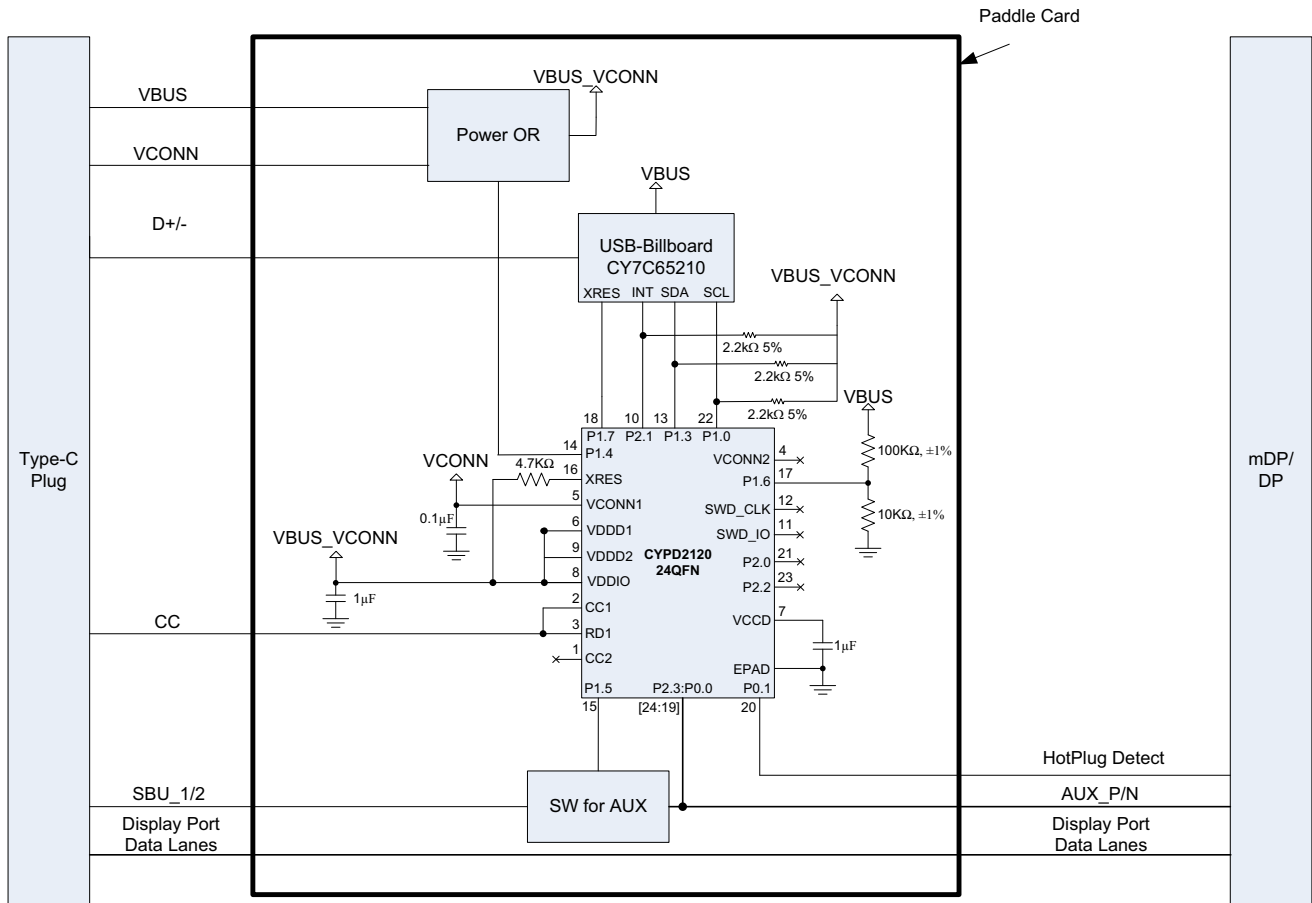 Paddle Card
VBUS
VBUS_VCONN
Power OR
VCONN
VBUS
D+/-
USB-Billboard
CY7C65210
XRES INT SDA SCL
VBUS_VCONN
2.2kΩ 5%
2.2kΩ 5%
2.2kΩ 5%
VBUS
18 10 13 22
P1.7 P2.1 P1.3 P1.0
14
P1.4
4.7KΩ
16
XRES
VCONN
5
VCONN1
0.1µF
6
VDDD1
VBUS_VCONN
9
VDDD2
8
VDDIO
1µF
2
CC1
CC
3
RD1
1
CC2
CYPD2120
24QFN
4
VCONN2
17
P1.6
100KΩ, ±1%
12
SWD_CLK
10KΩ, ±1%
11
SWD_IO
21
P2.0
23
P2.2
7
VCCD
1µF
EPAD
P1.5 P2.3:P0.0 P0.1
15 [24:19] 20
Type-C
Plug
mDP/
DP
HotPlug Detect
SBU_1/2
SW for AUX
AUX_P/N
Display Port
Data Lanes
Display Port
Data Lanes